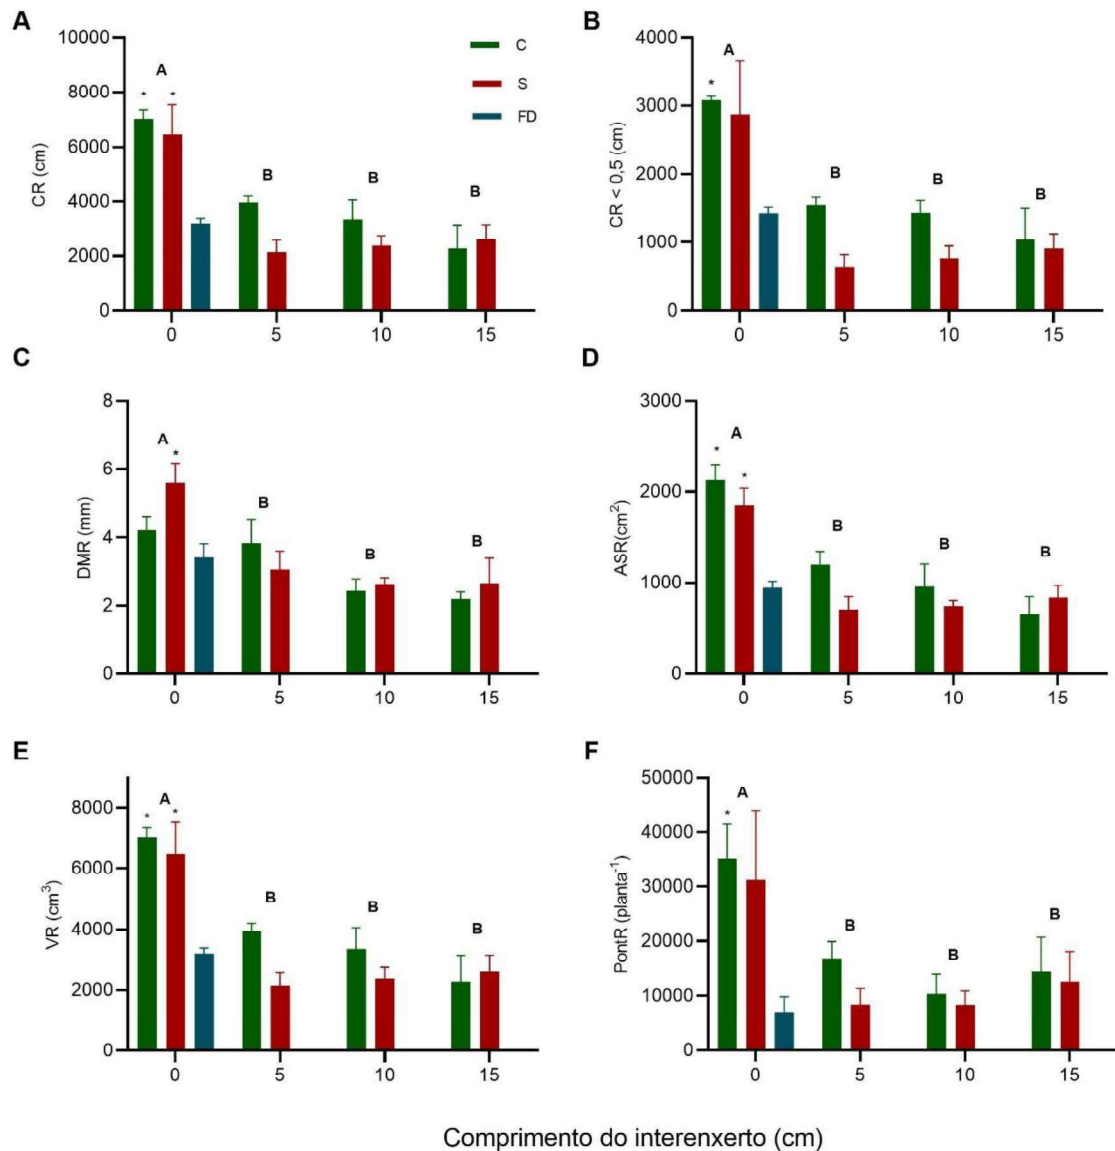 A
CR (cm)
10000
8000
6000
4000
2000
0
A
* *
B
B
B
0 5 10 15
C
S
FD
B
CR < 0,5 (cm)
4000
3000
2000
1000
0
A
*
B
B
B
0 5 10 15
C
DMR (mm)
8
6
4
2
0
A
*
B
B
B
0 5 10 15
D
ASR(cm²)
3000
2000
1000
0
A
* *
B
B
B
0 5 10 15
E
VR (cm³)
8000
6000
4000
2000
0
A
* *
B
B
B
0 5 10 15
F
PontR (planta⁻¹)
50000
40000
30000
20000
10000
0
A
*
B
B
B
0 5 10 15
Comprimento do interenxerto (cm)